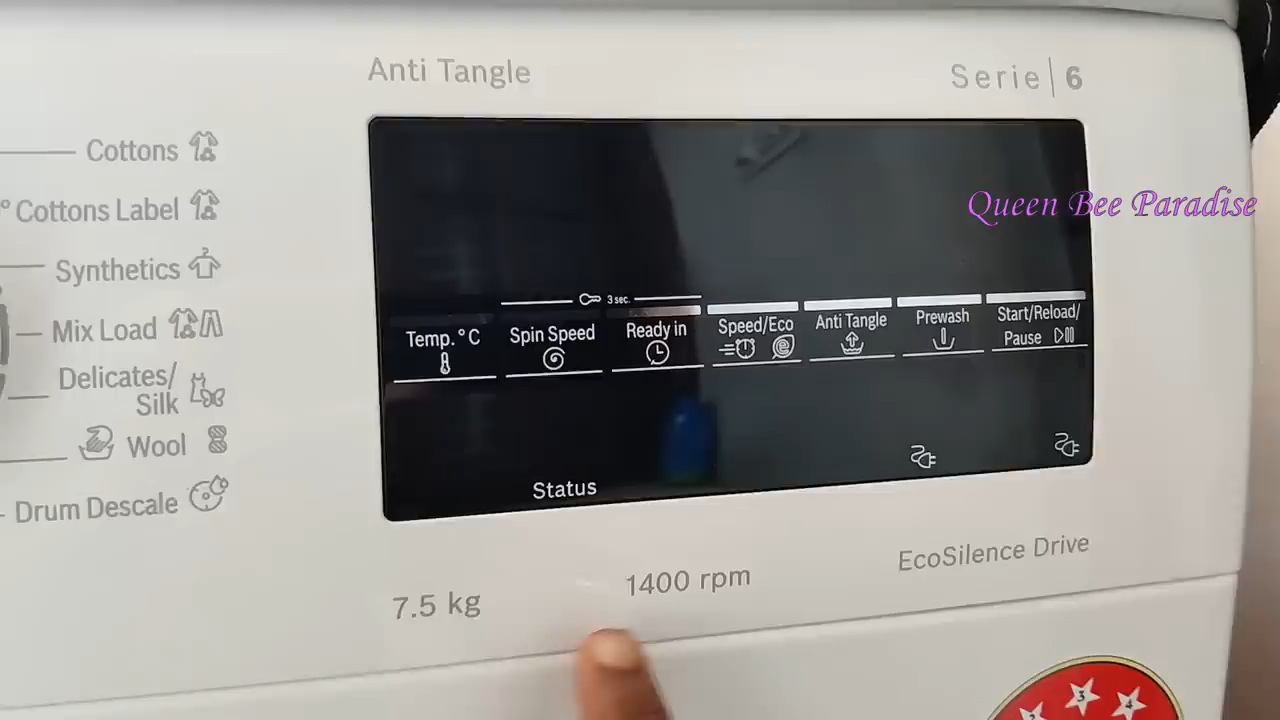 Anti Tangle
Serie | 6
Cottons
° Cottons Label
Synthetics
Mix Load
Delicates/
Silk
Wool
Drum Descale
Queen Bee Paradise
3 sec.
Temp. °C
Spin Speed
Ready in
Speed/Eco
Anti Tangle
Prewash
Start/Reload/
Pause
Status
7.5 kg
1400 rpm
EcoSilence Drive
3
4